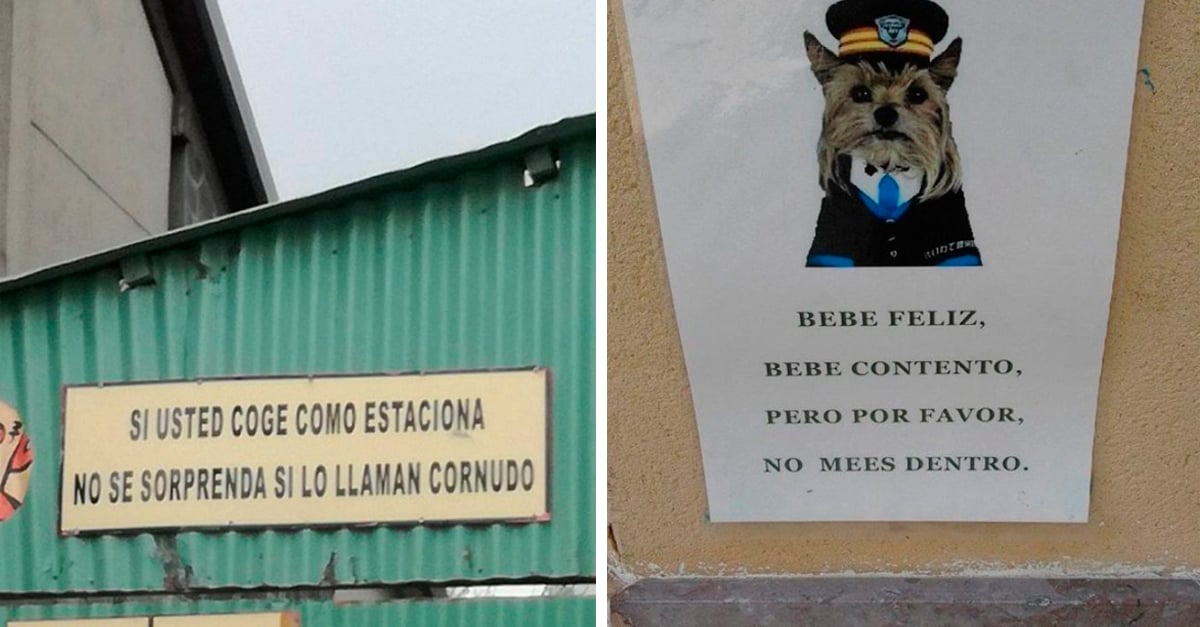 SI USTED COGE COMO ESTACIONA
NO SE SORPRENDA SI LO LLAMAN CORNUDO
BEBE FELIZ,
BEBE CONTENTO,
PERO POR FAVOR,
NO MEES DENTRO.